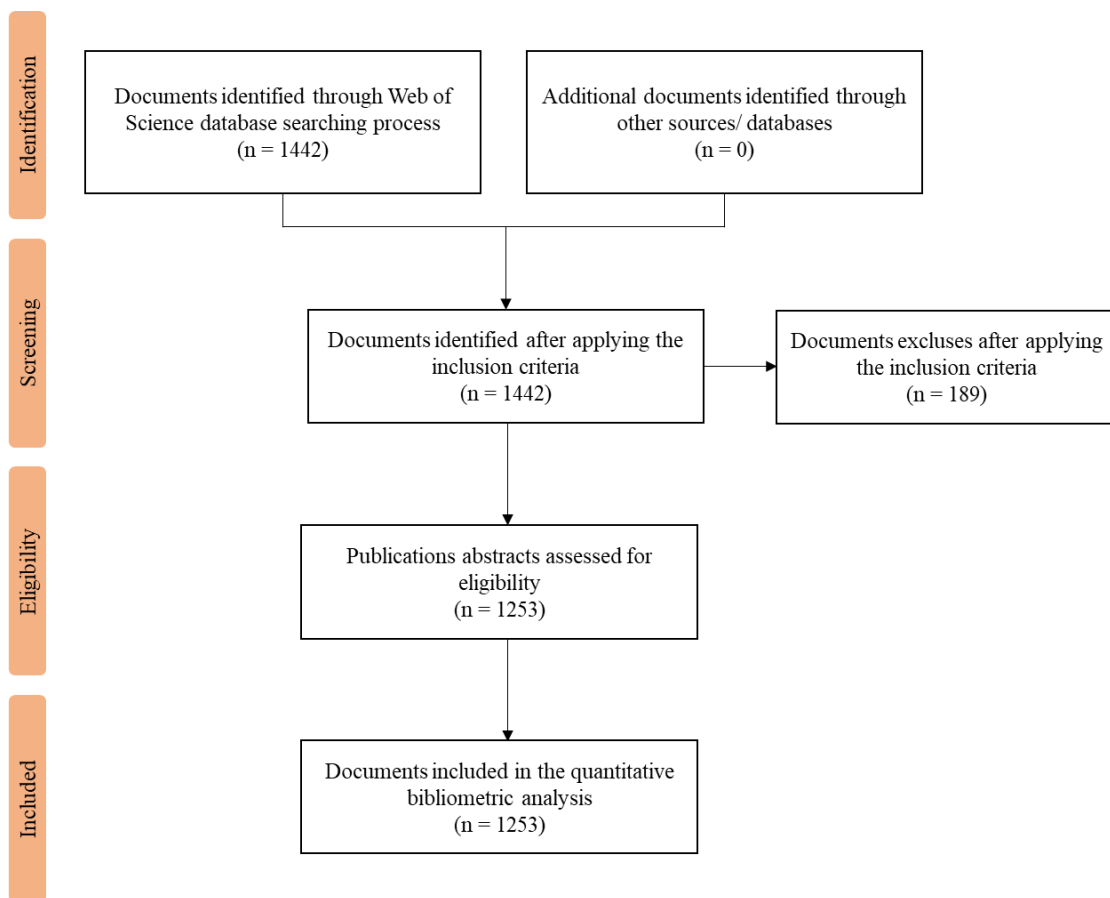 Identification
Documents identified through Web of
Science database searching process
(n = 1442)
Additional documents identified through
other sources/ databases
(n = 0)
Screening
Documents identified after applying the
inclusion criteria
(n = 1442)
Documents excluses after applying
the inclusion criteria
(n = 189)
Eligibility
Publications abstracts assessed for
eligibility
(n = 1253)
Included
Documents included in the quantitative
bibliometric analysis
(n = 1253)